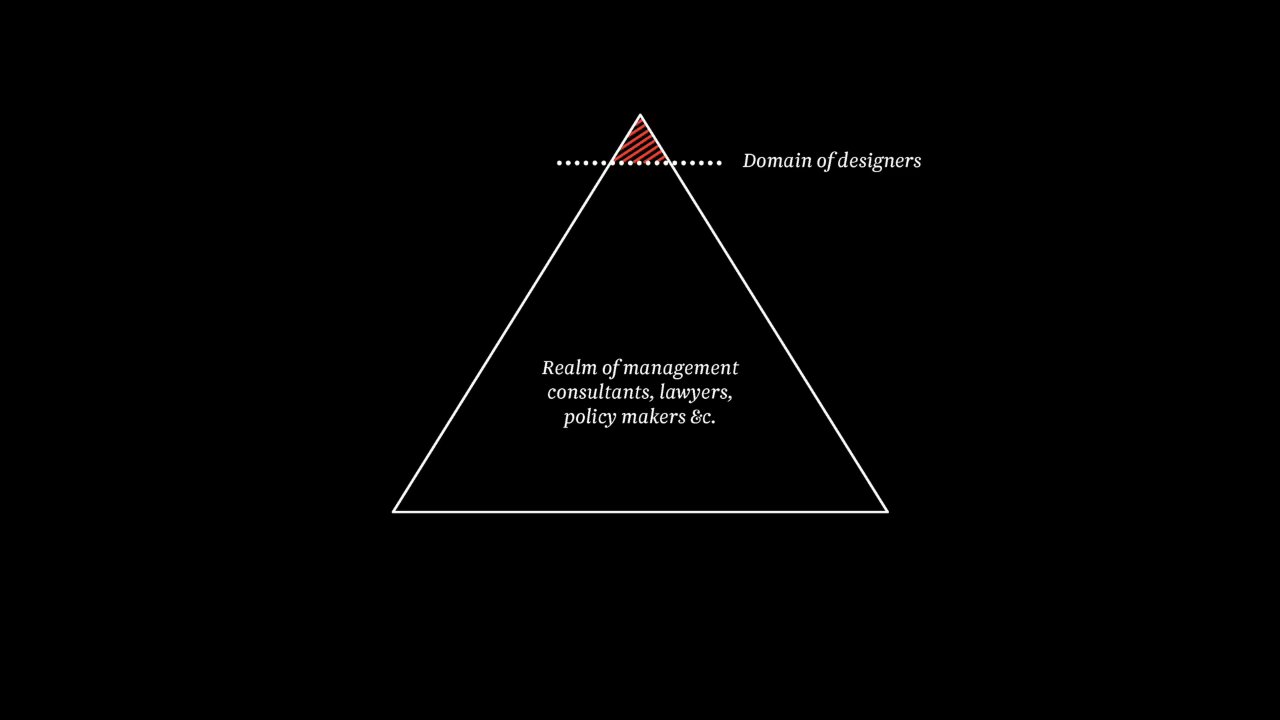 Domain of designers
Realm of management
consultants, lawyers,
policy makers &c.